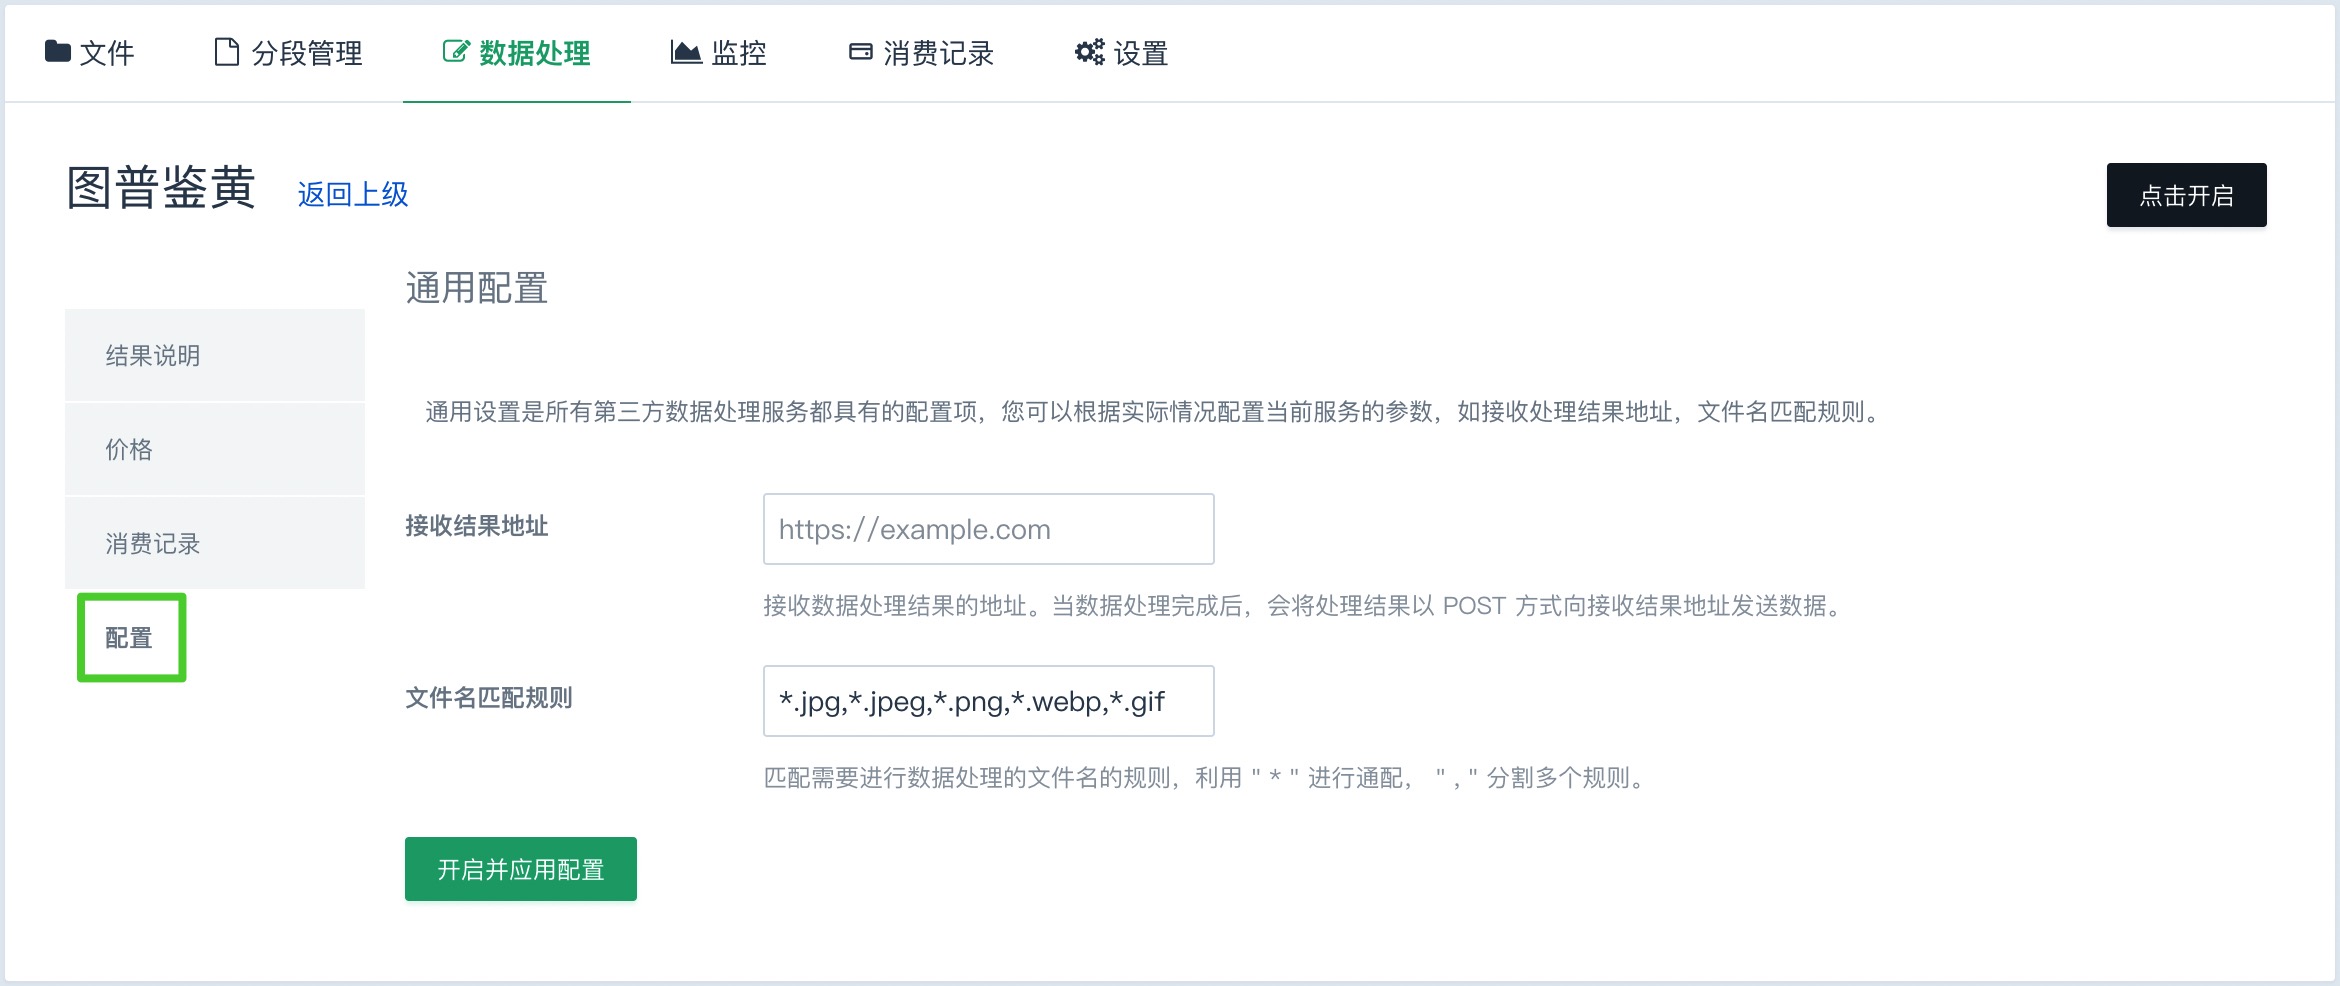 文件 分段管理 数据处理 监控 消费记录 设置
图普鉴黄 返回上级 点击开启
通用配置
结果说明
价格
消费记录
配置
通用设置是所有第三方数据处理服务都具有的配置项，您可以根据实际情况配置当前服务的参数，如接收处理结果地址，文件名匹配规则。
接收结果地址 https://example.com
接收数据处理结果的地址。当数据处理完成后，会将处理结果以 POST 方式向接收结果地址发送数据。
文件名匹配规则 *.jpg,*.jpeg,*.png,*.webp,*.gif
匹配需要进行数据处理的文件名的规则，利用 " * " 进行通配， " , " 分割多个规则。
开启并应用配置